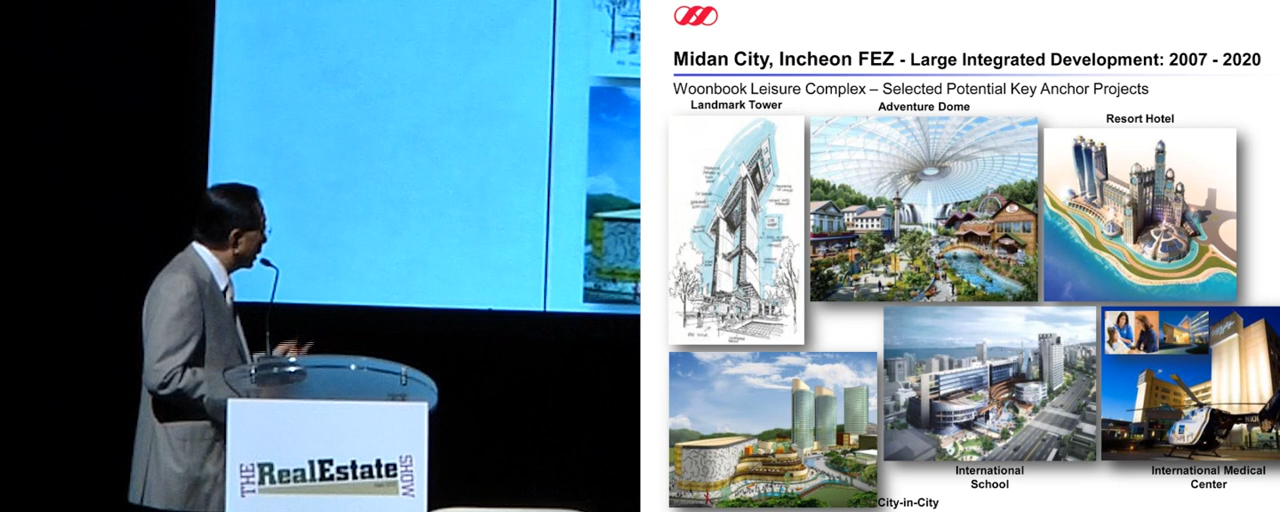 THE
RealEstate
SHOW
Midan City, Incheon FEZ - Large Integrated Development: 2007 - 2020
Woonbook Leisure Complex – Selected Potential Key Anchor Projects
Landmark Tower
Adventure Dome
Resort Hotel
International
School
International Medical
Center
City-in-City